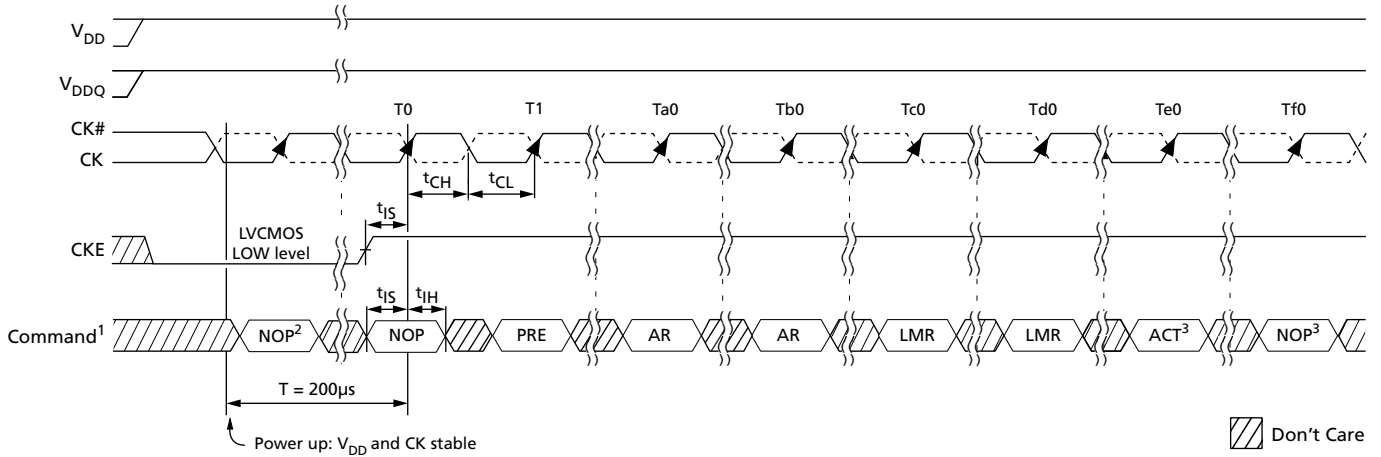 VDD
VDDQ
T0 T1 Ta0 Tb0 Tc0 Td0 Te0 Tf0
CK#
CK
tCH tCL
tIS
LVCMOS
LOW level
CKE
tIS tIH
Command¹ NOP² NOP PRE AR AR LMR LMR ACT³ NOP³
T = 200µs
Power up: VDD and CK stable
Don't Care